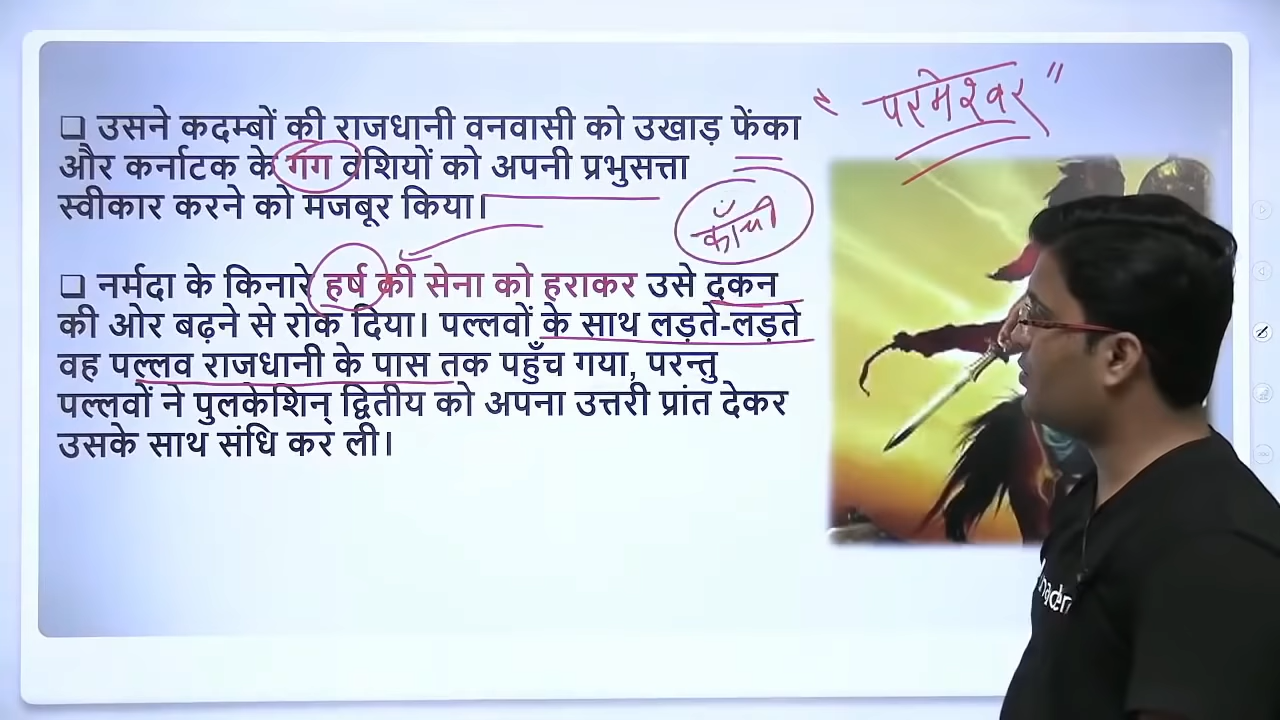 " परमेश्वर "
❑ उसने कदम्बों की राजधानी वनवासी को उखाड़ फेंका
और कर्नाटक के गंग वंशियों को अपनी प्रभुसत्ता
स्वीकार करने को मजबूर किया।
काँची
❑ नर्मदा के किनारे हर्ष की सेना को हराकर उसे दकन
की ओर बढ़ने से रोक दिया। पल्लवों के साथ लड़ते-लड़ते
वह पल्लव राजधानी के पास तक पहुँच गया, परन्तु
पल्लवों ने पुलकेशिन् द्वितीय को अपना उत्तरी प्रांत देकर
उसके साथ संधि कर ली।